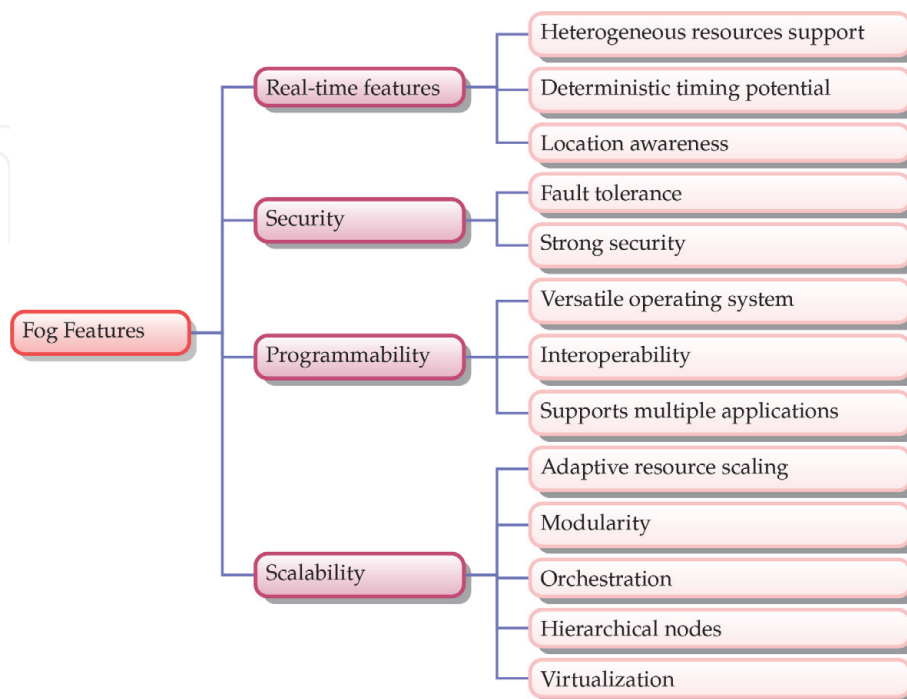 Fog Features
Real-time features
Heterogeneous resources support
Deterministic timing potential
Location awareness
Security
Fault tolerance
Strong security
Programmability
Versatile operating system
Interoperability
Supports multiple applications
Scalability
Adaptive resource scaling
Modularity
Orchestration
Hierarchical nodes
Virtualization